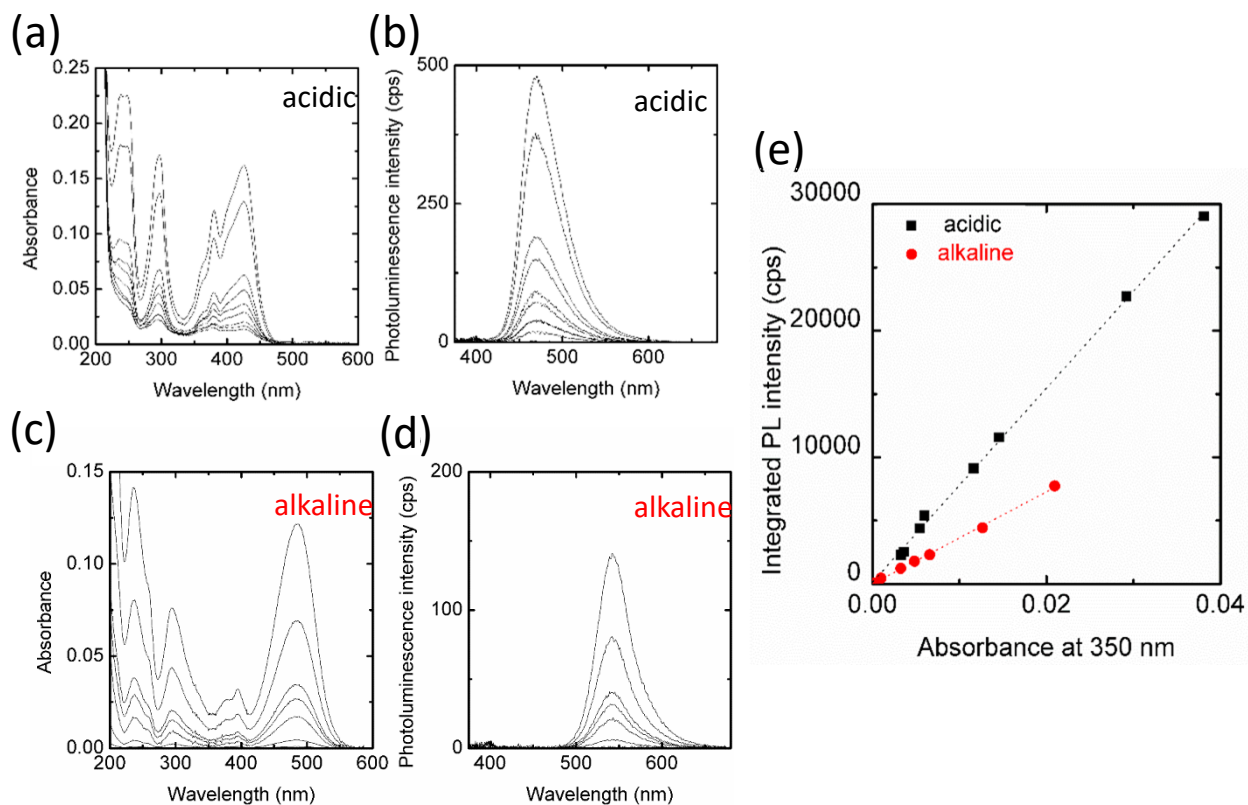 (a)
acidic
0.25
0.20
0.15
0.10
0.05
0.00
Absorbance
200 300 400 500 600
Wavelength (nm)
(b)
acidic
500
250
0
Photoluminescence intensity (cps)
400 500 600
Wavelength (nm)
(c)
alkaline
0.15
0.10
0.05
0.00
Absorbance
200 300 400 500 600
Wavelength (nm)
(d)
alkaline
200
100
0
Photoluminescence intensity (cps)
400 500 600
Wavelength (nm)
(e)
acidic
alkaline
30000
20000
10000
0
Integrated PL intensity (cps)
0.00 0.02 0.04
Absorbance at 350 nm